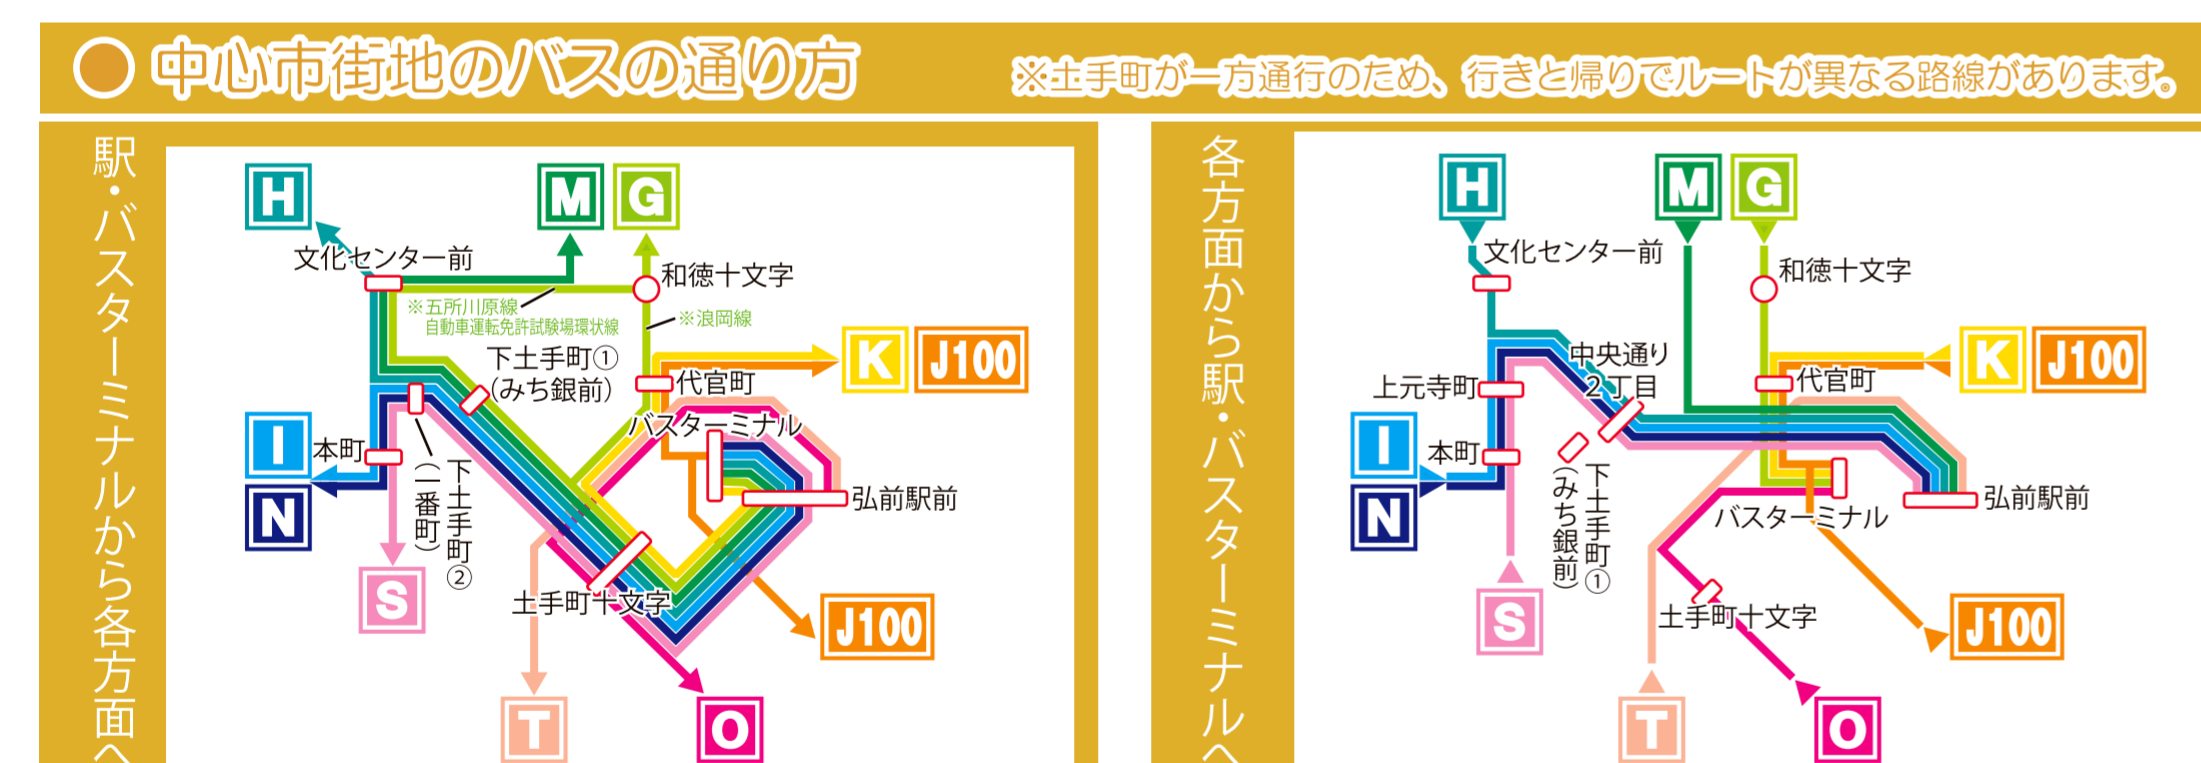 中心市街地のバスの通り方
※土手町が一方通行のため、行きと帰りでルートが異なる路線があります。
駅・バスターミナルから各方面へ
H
M
G
文化センター前
和徳十文字
※五所川原線
自動車運転免許試験場環状線
※浪岡線
下土手町①
(みち銀前)
K
J100
代官町
バスターミナル
I
本町
N
下土手町②
(一番町)
弘前駅前
S
土手町十文字
J100
T
O
各方面から駅・バスターミナルへ
H
M
G
文化センター前
和徳十文字
中央通り
2丁目
K
J100
上元寺町
代官町
I
本町
N
下土手町①
(みち銀前)
弘前駅前
バスターミナル
S
土手町十文字
J100
T
O